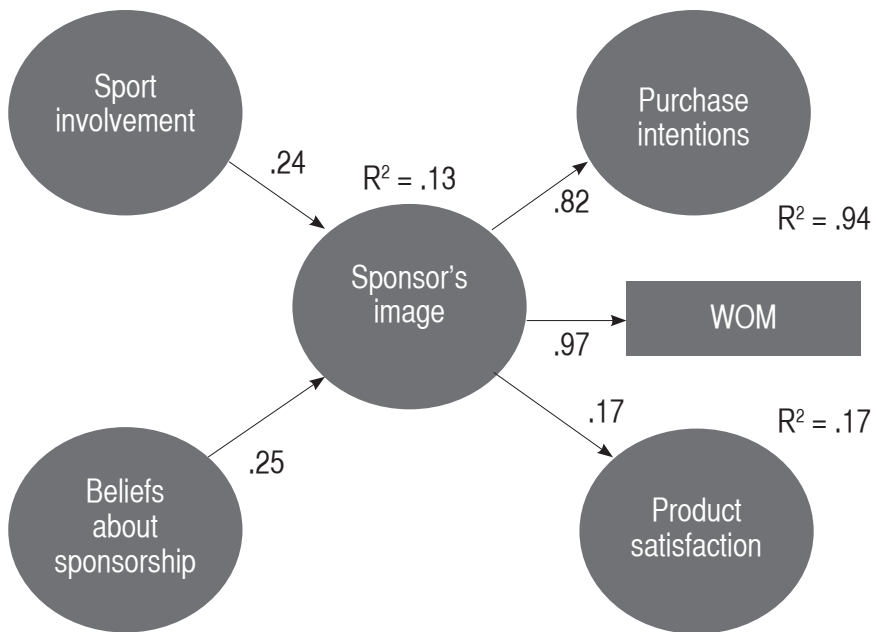 Sport
involvement
.24
R² = .13
Purchase
intentions
.82
R² = .94
Sponsor's
image
WOM
.97
.17
R² = .17
.25
Beliefs
about
sponsorship
Product
satisfaction